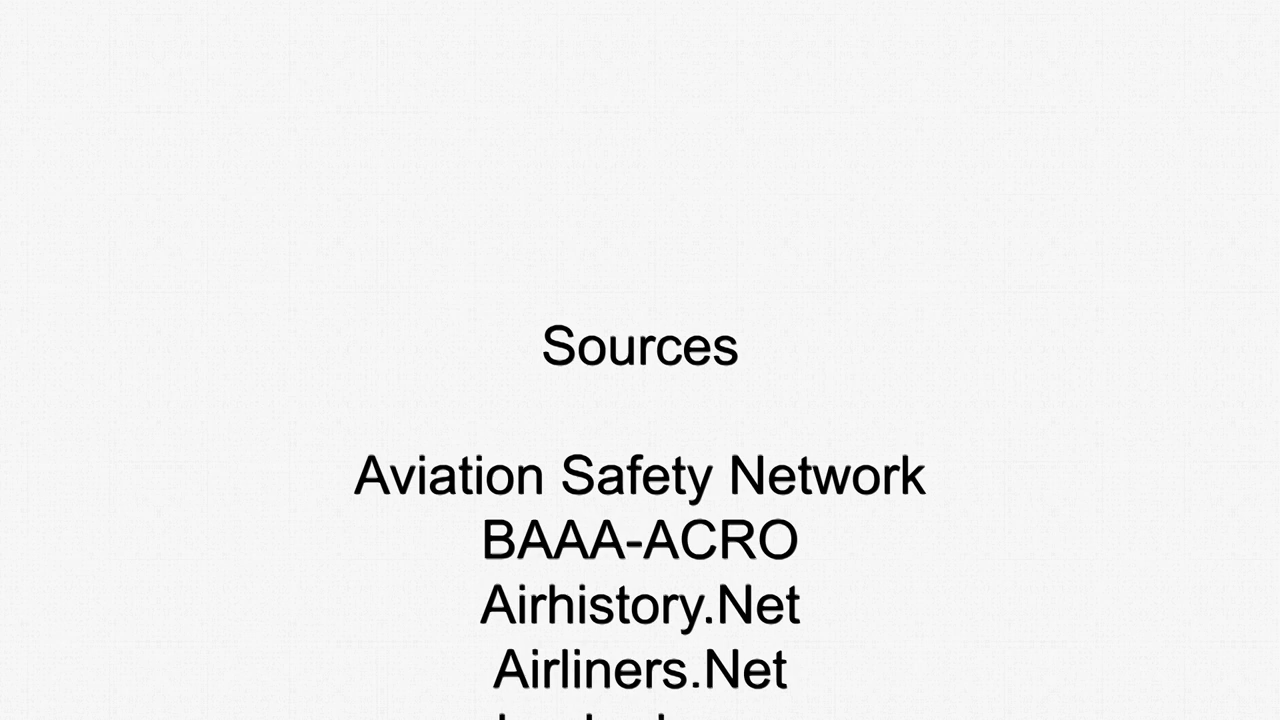 Sources
Aviation Safety Network
BAAA-ACRO
Airhistory.Net
Airliners.Net